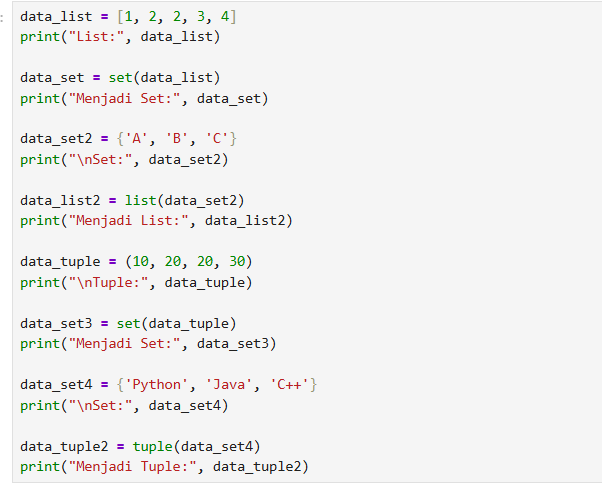 data_list = [1, 2, 2, 3, 4]
print("List:", data_list)
data_set = set(data_list)
print("Menjadi Set:", data_set)
data_set2 = {'A', 'B', 'C'}
print("\nSet:", data_set2)
data_list2 = list(data_set2)
print("Menjadi List:", data_list2)
data_tuple = (10, 20, 20, 30)
print("\nTuple:", data_tuple)
data_set3 = set(data_tuple)
print("Menjadi Set:", data_set3)
data_set4 = {'Python', 'Java', 'C++'}
print("\nSet:", data_set4)
data_tuple2 = tuple(data_set4)
print("Menjadi Tuple:", data_tuple2)